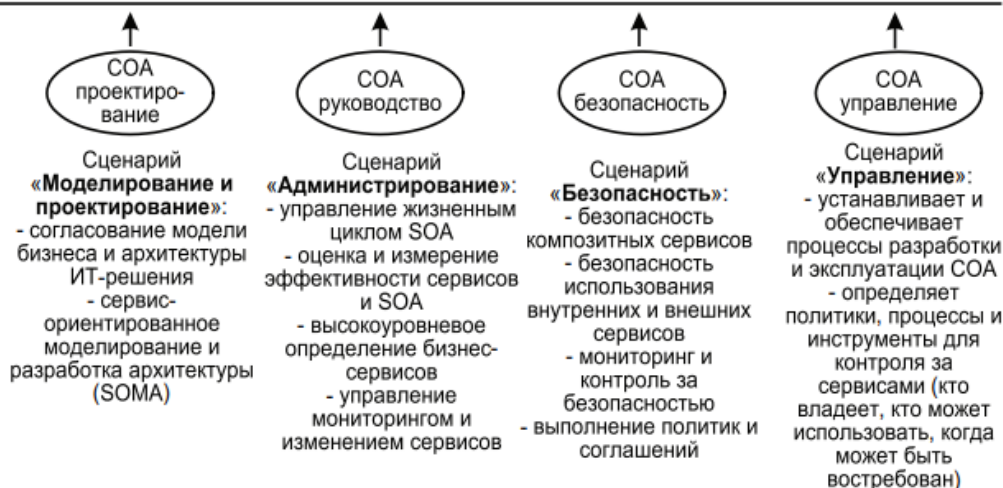 СОА
проектиро-
вание
Сценарий
«Моделирование и
проектирование»:
- согласование модели
бизнеса и архитектуры
ИТ-решения
- сервис-
ориентированное
моделирование и
разработка архитектуры
(SOMA)
СОА
руководство
Сценарий
«Администрирование»:
- управление жизненным
циклом SOA
- оценка и измерение
эффективности сервисов
и SOA
- высокоуровневое
определение бизнес-
сервисов
- управление
мониторингом и
изменением сервисов
СОА
безопасность
Сценарий
«Безопасность»:
- безопасность
композитных сервисов
- безопасность
использования
внутренних и внешних
сервисов
- мониторинг и
контроль за
безопасностью
- выполнение политик и
соглашений
СОА
управление
Сценарий
«Управление»:
- устанавливает и
обеспечивает
процессы разработки
и эксплуатации СОА
- определяет
политики, процессы и
инструменты для
контроля за
сервисами (кто
владеет, кто может
использовать, когда
может быть
востребован)